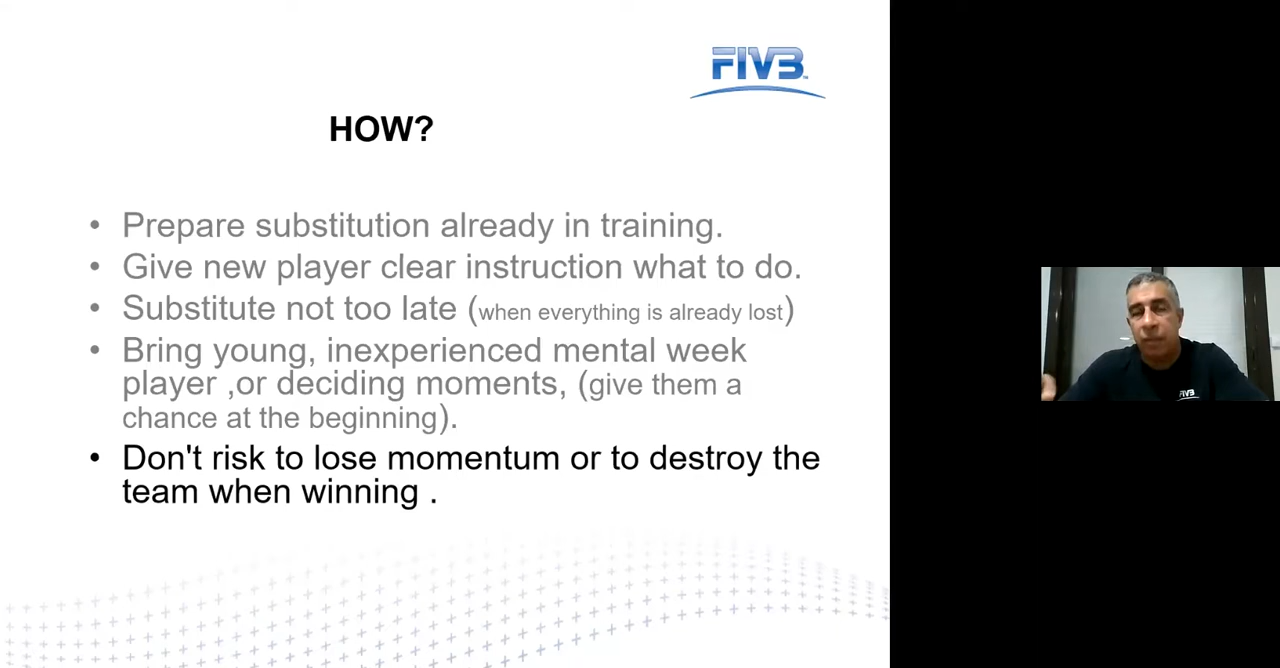 FIVB
HOW?
• Prepare substitution already in training.
• Give new player clear instruction what to do.
• Substitute not too late (when everything is already lost)
• Bring young, inexperienced mental week
player ,or deciding moments, (give them a
chance at the beginning).
• Don't risk to lose momentum or to destroy the
team when winning .
FIVB